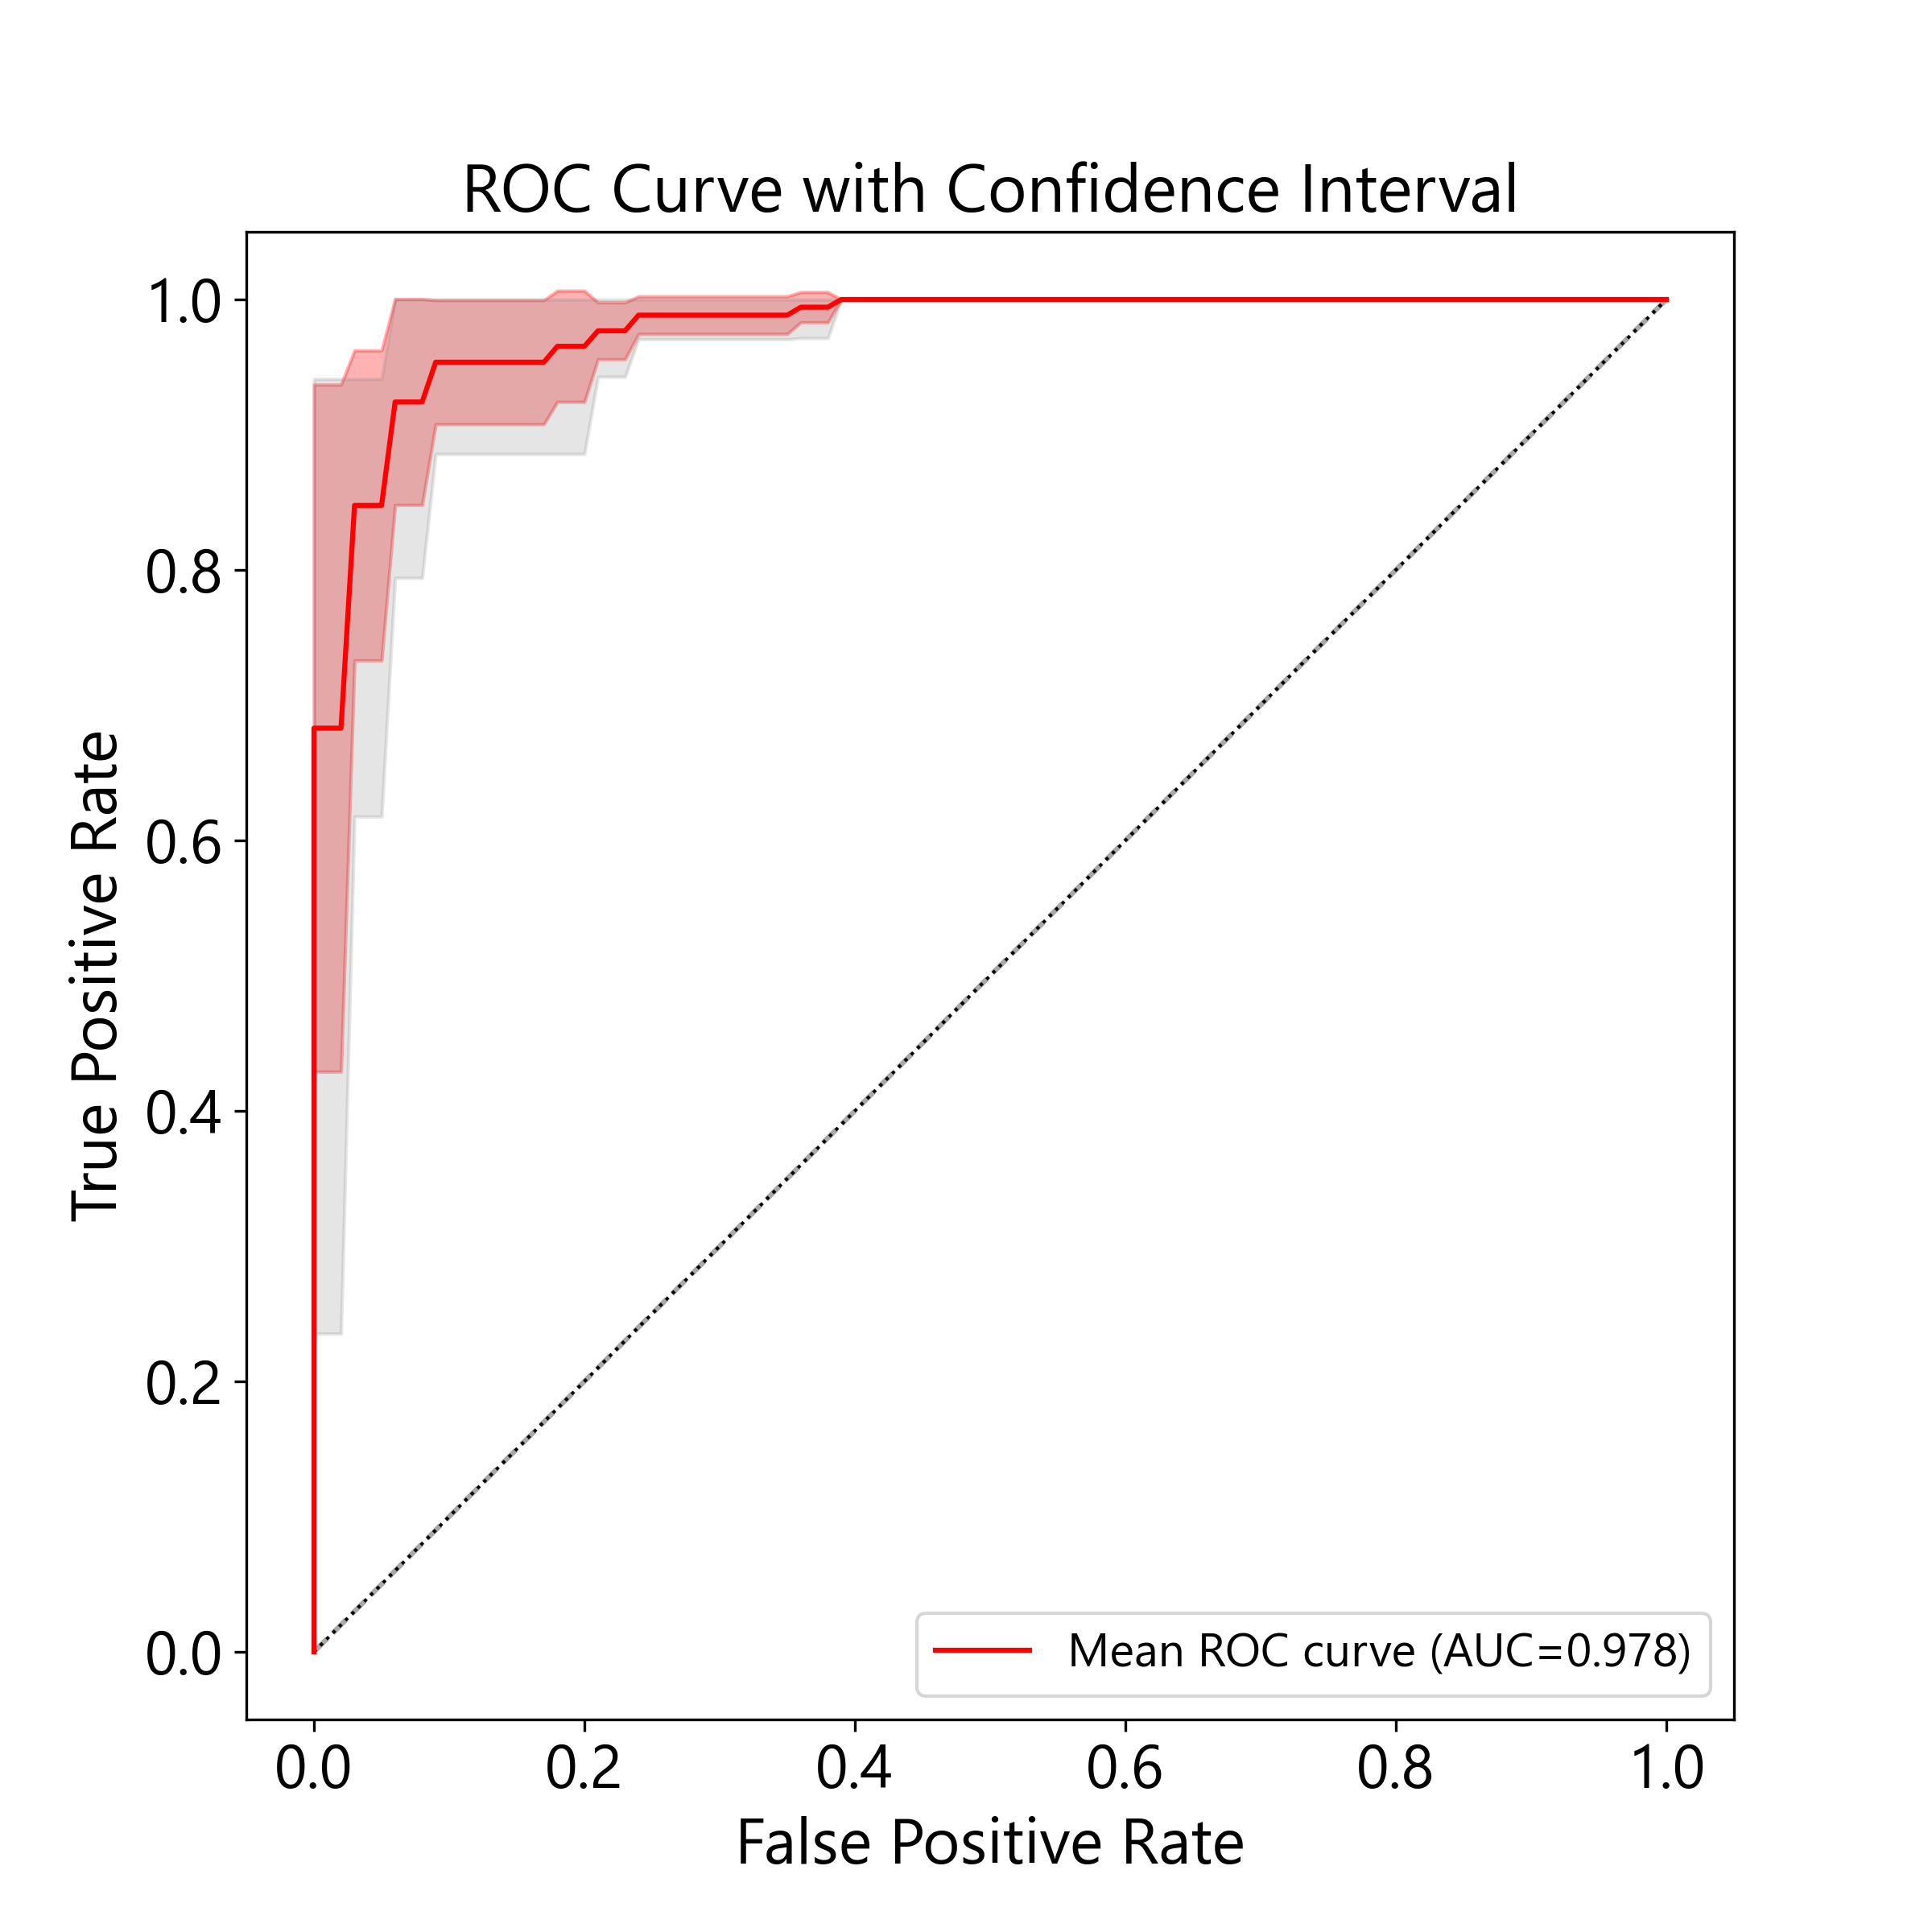 ROC Curve with Confidence Interval
True Positive Rate
1.0
0.8
0.6
0.4
0.2
0.0
Mean ROC curve (AUC=0.978)
0.0 0.2 0.4 0.6 0.8 1.0
False Positive Rate